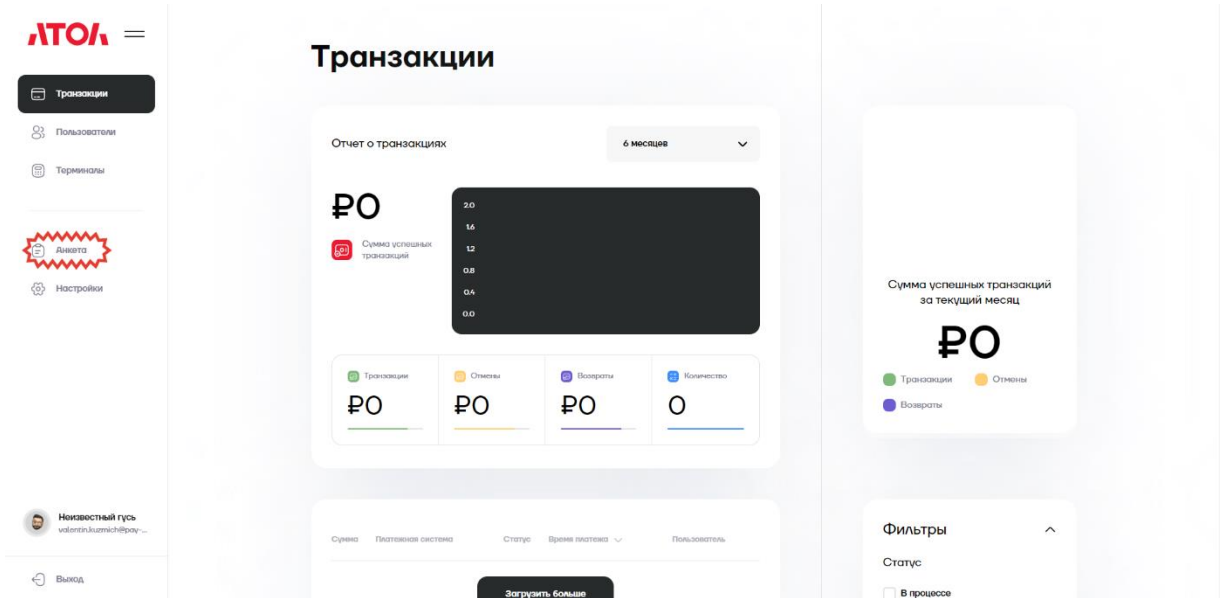 АТОЛ
Транзакции
Пользователи
Терминалы
Анкета
Настройки
Неизвестный гусь
valentin.kuzmich@pay-...
Выход
Транзакции
Отчет о транзакциях
6 месяцев
₽0
Сумма успешных
транзакций
2.0
1.6
1.2
0.8
0.4
0.0
Транзакции
₽0
Отмены
₽0
Возвраты
₽0
Количество
0
Сумма Платежная система Статус Время платежа Пользователь
Загрузить больше
Сумма успешных транзакций
за текущий месяц
₽0
Транзакции Отмены
Возвраты
Фильтры
Статус
В процессе